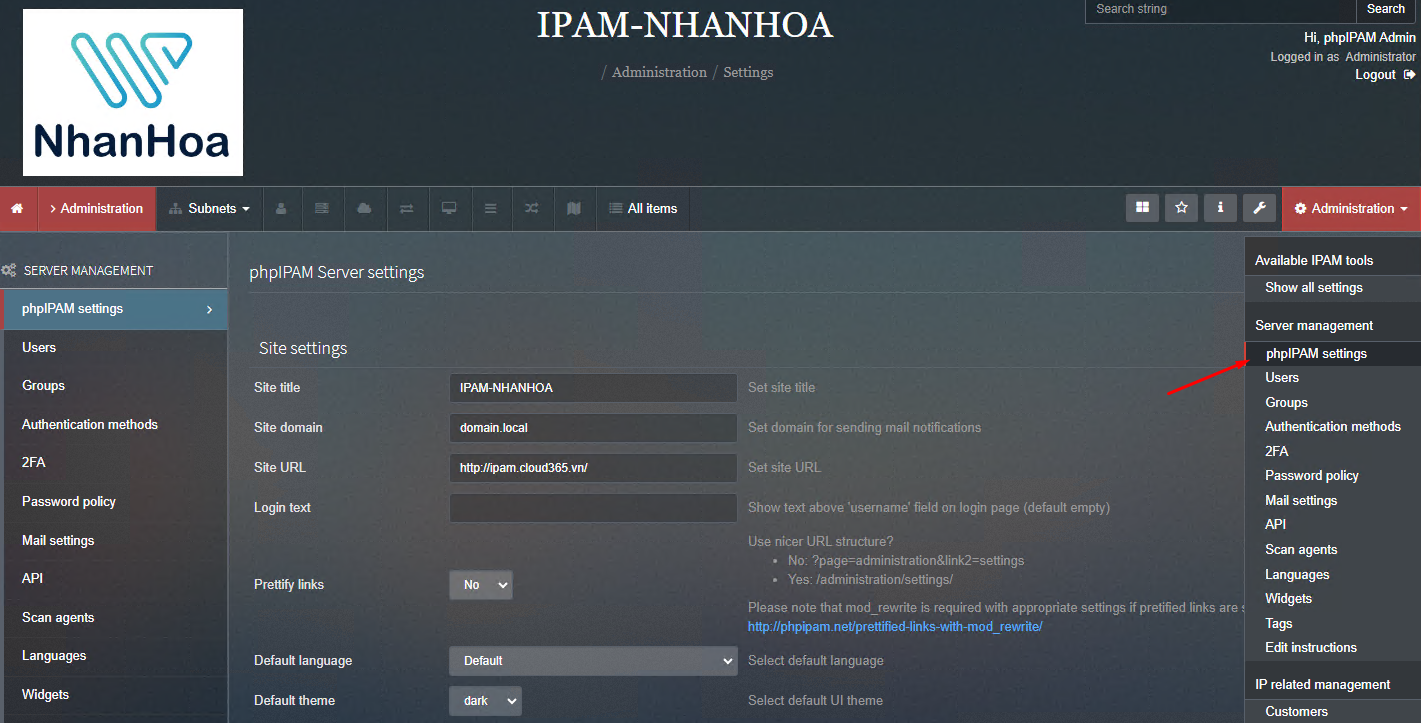 NhanHoa
IPAM-NHANHOA
/ Administration / Settings
Search string
Search
Hi, phpIPAM Admin
Logged in as Administrator
Logout
Administration
Subnets
All items
Administration
SERVER MANAGEMENT
phpIPAM settings
Users
Groups
Authentication methods
2FA
Password policy
Mail settings
API
Scan agents
Languages
Widgets
phpIPAM Server settings
Site settings
Site title
IPAM-NHANHOA
Set site title
Site domain
domain.local
Set domain for sending mail notifications
Site URL
http://ipam.cloud365.vn/
Set site URL
Login text
Show text above 'username' field on login page (default empty)
Prettify links
No
Use nicer URL structure?
• No: ?page=administration&link2=settings
• Yes: /administration/settings/
Please note that mod_rewrite is required with appropriate settings if pretified links are s
http://phpipam.net/prettified-links-with-mod_rewrite/
Default language
Default
Select default language
Default theme
dark
Select default UI theme
Available IPAM tools
Show all settings
Server management
phpIPAM settings
Users
Groups
Authentication methods
2FA
Password policy
Mail settings
API
Scan agents
Languages
Widgets
Tags
Edit instructions
IP related management
Customers